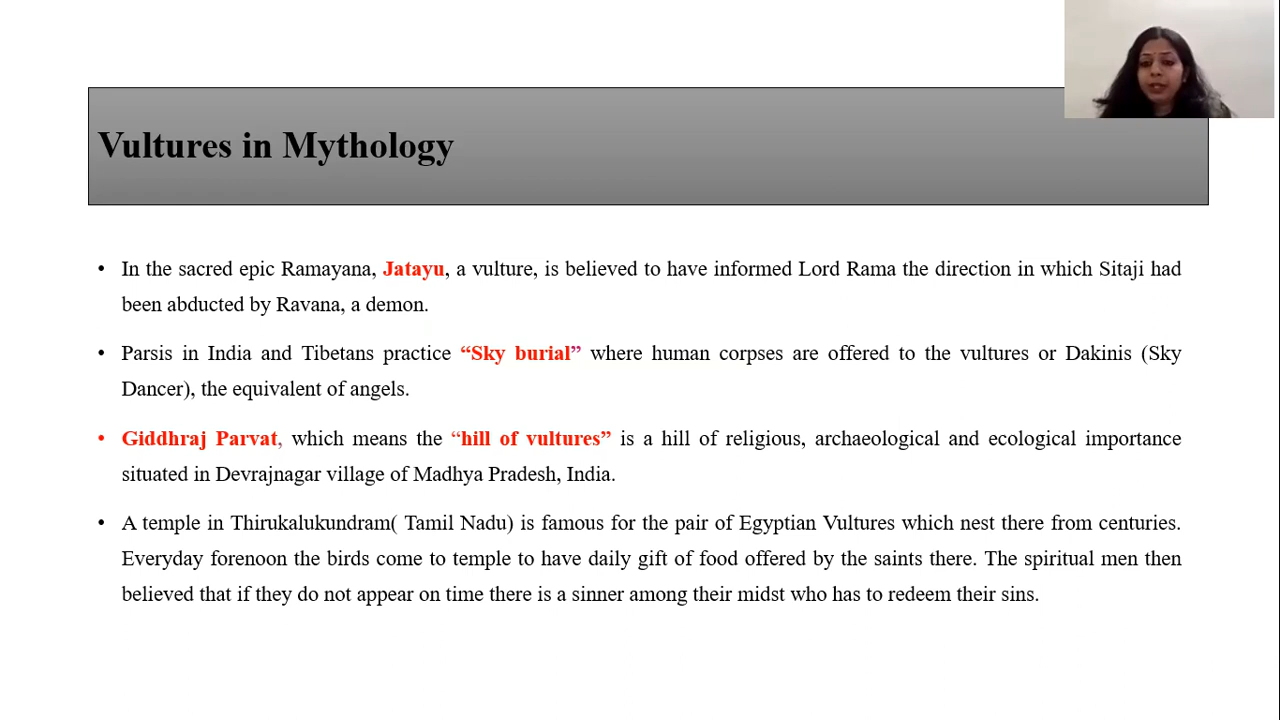 Vultures in Mythology
• In the sacred epic Ramayana, Jatayu, a vulture, is believed to have informed Lord Rama the direction in which Sitaji had
been abducted by Ravana, a demon.
• Parsis in India and Tibetans practice “Sky burial” where human corpses are offered to the vultures or Dakinis (Sky
Dancer), the equivalent of angels.
• Giddhraj Parvat, which means the “hill of vultures” is a hill of religious, archaeological and ecological importance
situated in Devrajnagar village of Madhya Pradesh, India.
• A temple in Thirukalukundram( Tamil Nadu) is famous for the pair of Egyptian Vultures which nest there from centuries.
Everyday forenoon the birds come to temple to have daily gift of food offered by the saints there. The spiritual men then
believed that if they do not appear on time there is a sinner among their midst who has to redeem their sins.